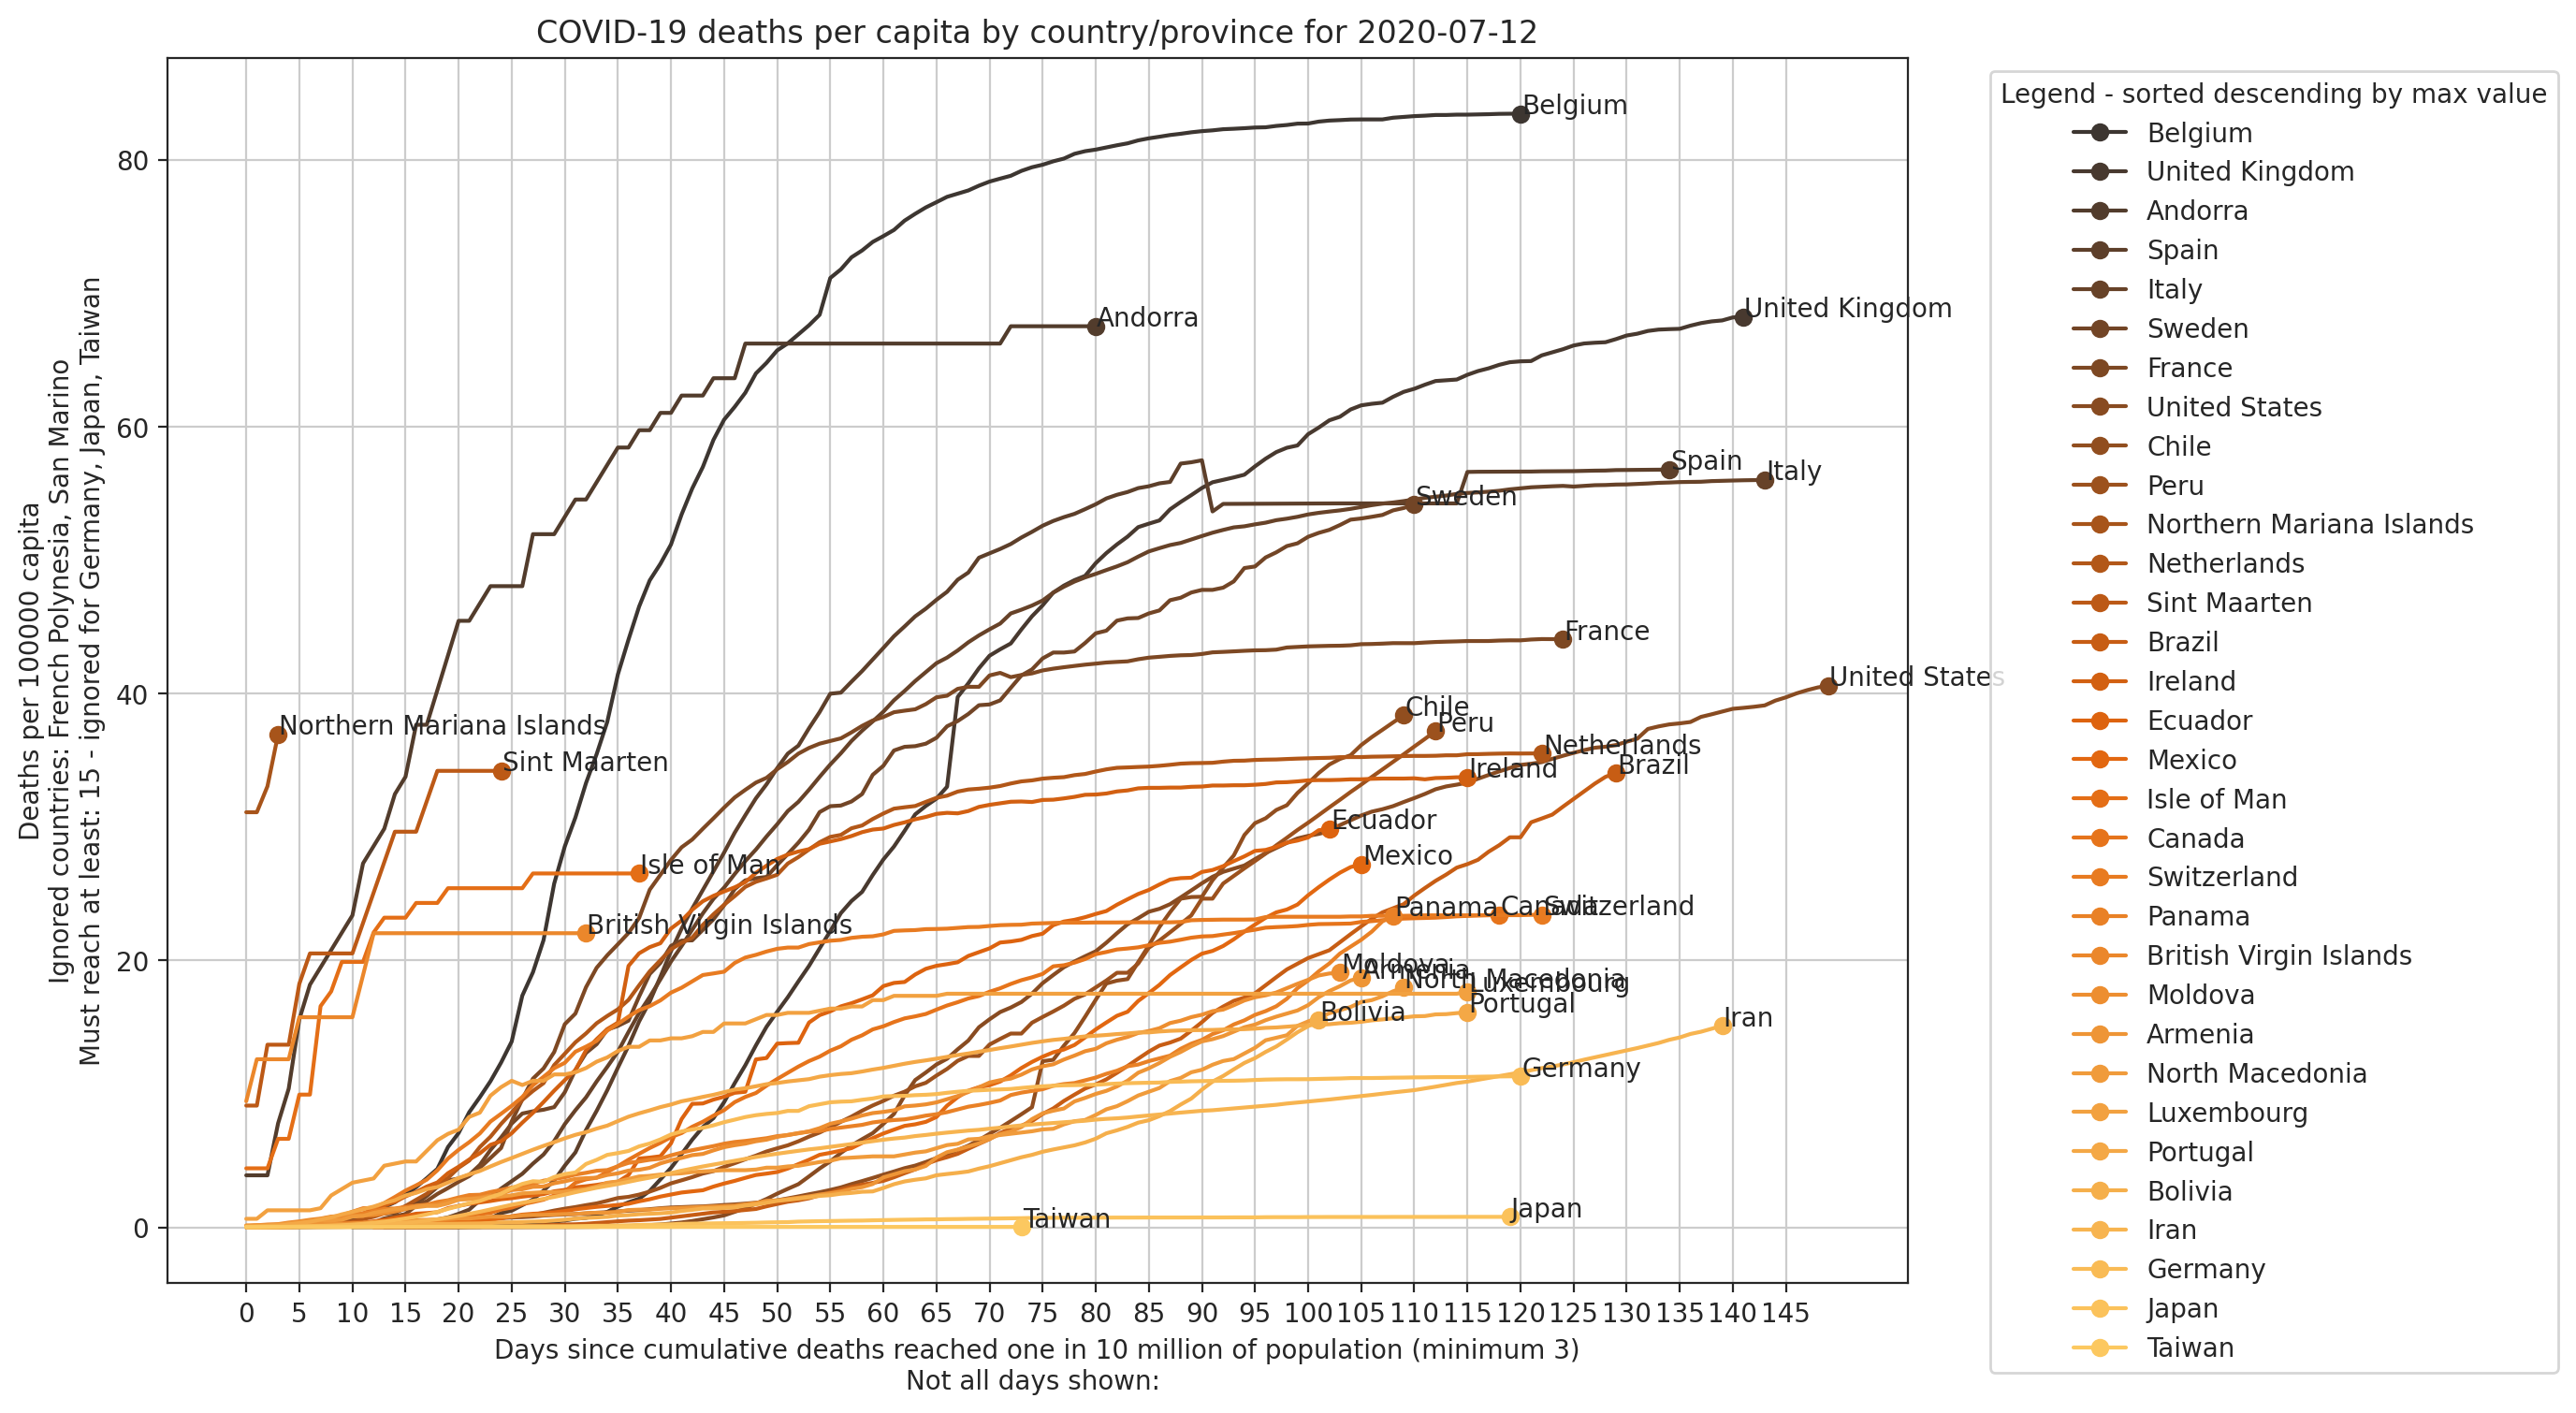 COVID-19 deaths per capita by country/province for 2020-07-12
Deaths per 100000 capita
Ignored countries: French Polynesia, San Marino
Must reach at least: 15 - ignored for Germany, Japan, Taiwan
80
60
40
20
0
Belgium
United Kingdom
Andorra
Spain
Italy
Sweden
France
United States
Chile
Peru
Northern Mariana Islands
Netherlands
Sint Maarten
Brazil
Ireland
Ecuador
Mexico
Isle of Man
Canada
Switzerland
Panama
British Virgin Islands
Moldova
Armenia
North Macedonia
Luxembourg
Portugal
Bolivia
Iran
Germany
Japan
Taiwan
0 5 10 15 20 25 30 35 40 45 50 55 60 65 70 75 80 85 90 95 100 105 110 115 120 125 130 135 140 145
Days since cumulative deaths reached one in 10 million of population (minimum 3)
Not all days shown:
Legend - sorted descending by max value
Belgium
United Kingdom
Andorra
Spain
Italy
Sweden
France
United States
Chile
Peru
Northern Mariana Islands
Netherlands
Sint Maarten
Brazil
Ireland
Ecuador
Mexico
Isle of Man
Canada
Switzerland
Panama
British Virgin Islands
Moldova
Armenia
North Macedonia
Luxembourg
Portugal
Bolivia
Iran
Germany
Japan
Taiwan